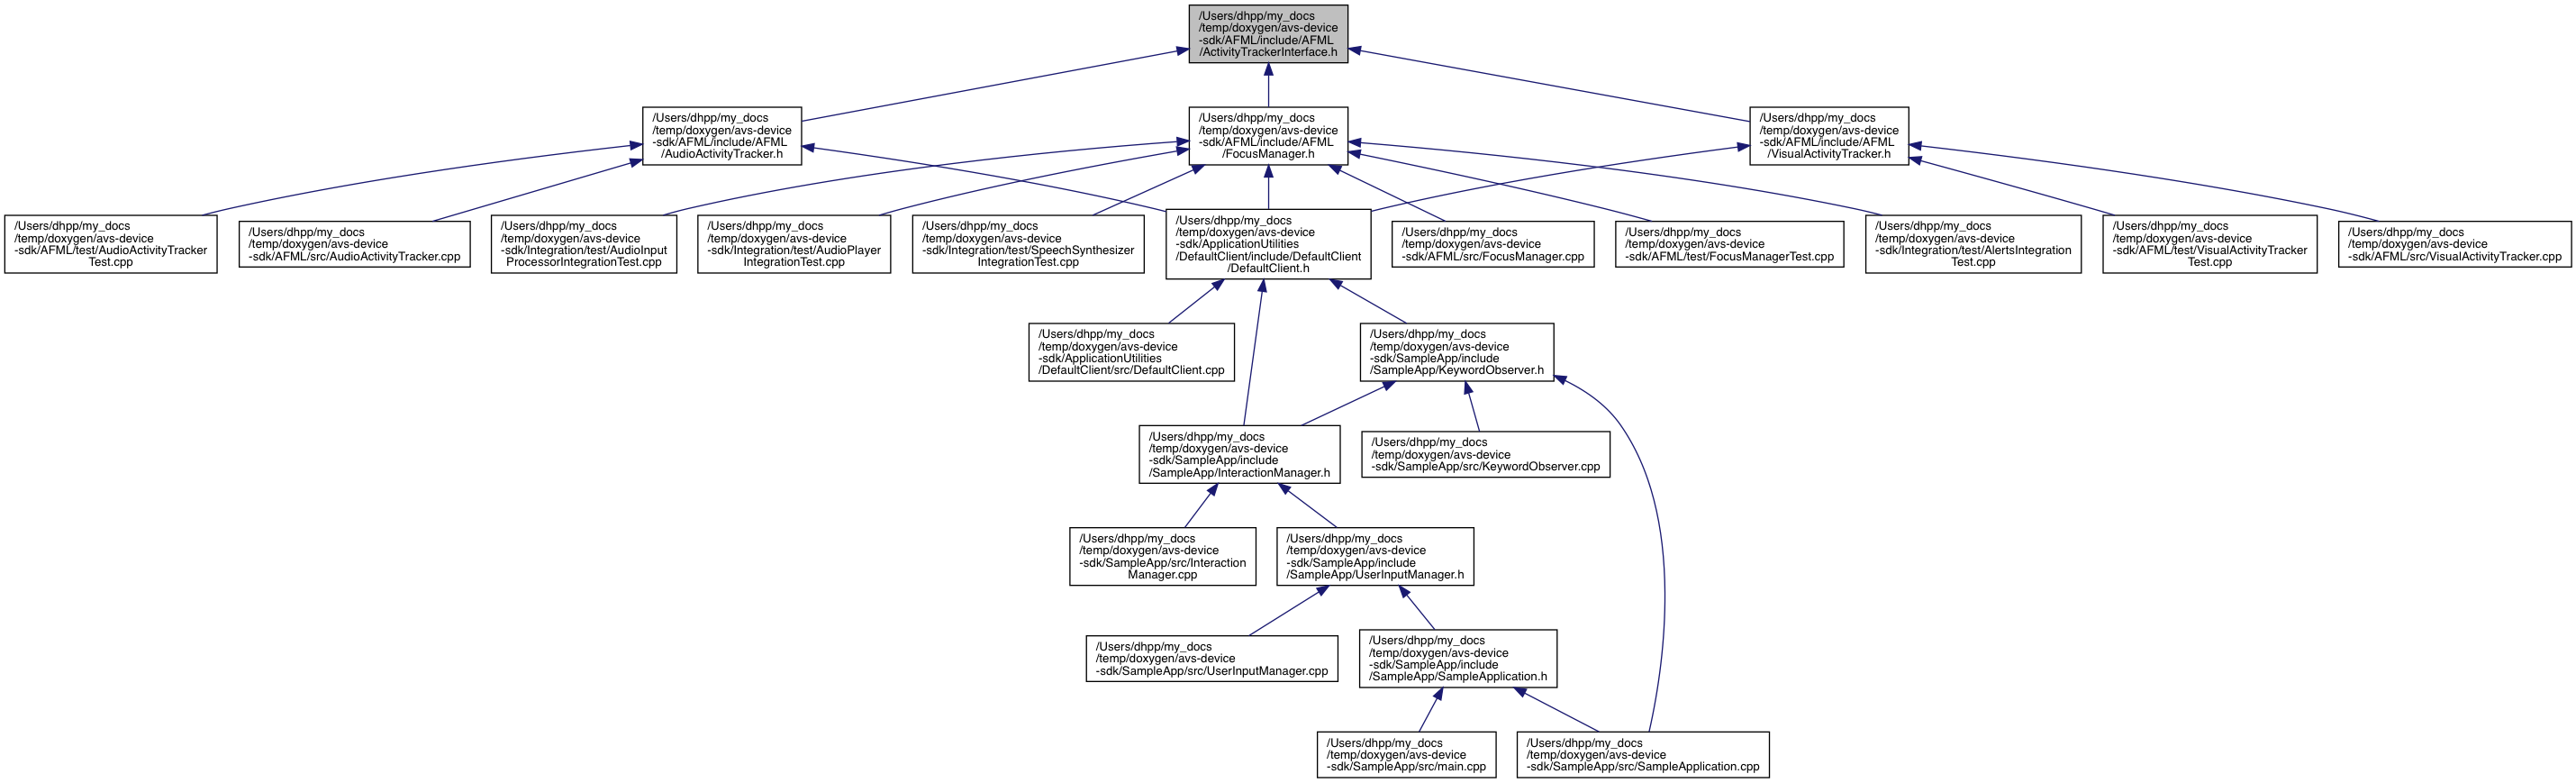 /Users/dhpp/my_docs
/temp/doxygen/avs-device
-sdk/AFML/include/AFML
/ActivityTrackerInterface.h
/Users/dhpp/my_docs
/temp/doxygen/avs-device
-sdk/AFML/include/AFML
/AudioActivityTracker.h
/Users/dhpp/my_docs
/temp/doxygen/avs-device
-sdk/AFML/include/AFML
/FocusManager.h
/Users/dhpp/my_docs
/temp/doxygen/avs-device
-sdk/AFML/include/AFML
/VisualActivityTracker.h
/Users/dhpp/my_docs
/temp/doxygen/avs-device
-sdk/AFML/test/AudioActivityTracker
Test.cpp
/Users/dhpp/my_docs
/temp/doxygen/avs-device
-sdk/AFML/src/AudioActivityTracker.cpp
/Users/dhpp/my_docs
/temp/doxygen/avs-device
-sdk/Integration/test/AudioInput
ProcessorIntegrationTest.cpp
/Users/dhpp/my_docs
/temp/doxygen/avs-device
-sdk/Integration/test/AudioPlayer
IntegrationTest.cpp
/Users/dhpp/my_docs
/temp/doxygen/avs-device
-sdk/Integration/test/SpeechSynthesizer
IntegrationTest.cpp
/Users/dhpp/my_docs
/temp/doxygen/avs-device
-sdk/ApplicationUtilities
/DefaultClient/include/DefaultClient
/DefaultClient.h
/Users/dhpp/my_docs
/temp/doxygen/avs-device
-sdk/AFML/src/FocusManager.cpp
/Users/dhpp/my_docs
/temp/doxygen/avs-device
-sdk/AFML/test/FocusManagerTest.cpp
/Users/dhpp/my_docs
/temp/doxygen/avs-device
-sdk/Integration/test/AlertsIntegration
Test.cpp
/Users/dhpp/my_docs
/temp/doxygen/avs-device
-sdk/AFML/test/VisualActivityTracker
Test.cpp
/Users/dhpp/my_docs
/temp/doxygen/avs-device
-sdk/AFML/src/VisualActivityTracker.cpp
/Users/dhpp/my_docs
/temp/doxygen/avs-device
-sdk/ApplicationUtilities
/DefaultClient/src/DefaultClient.cpp
/Users/dhpp/my_docs
/temp/doxygen/avs-device
-sdk/SampleApp/include
/SampleApp/KeywordObserver.h
/Users/dhpp/my_docs
/temp/doxygen/avs-device
-sdk/SampleApp/include
/SampleApp/InteractionManager.h
/Users/dhpp/my_docs
/temp/doxygen/avs-device
-sdk/SampleApp/src/KeywordObserver.cpp
/Users/dhpp/my_docs
/temp/doxygen/avs-device
-sdk/SampleApp/src/Interaction
Manager.cpp
/Users/dhpp/my_docs
/temp/doxygen/avs-device
-sdk/SampleApp/include
/SampleApp/UserInputManager.h
/Users/dhpp/my_docs
/temp/doxygen/avs-device
-sdk/SampleApp/src/UserInputManager.cpp
/Users/dhpp/my_docs
/temp/doxygen/avs-device
-sdk/SampleApp/include
/SampleApp/SampleApplication.h
/Users/dhpp/my_docs
/temp/doxygen/avs-device
-sdk/SampleApp/src/main.cpp
/Users/dhpp/my_docs
/temp/doxygen/avs-device
-sdk/SampleApp/src/SampleApplication.cpp